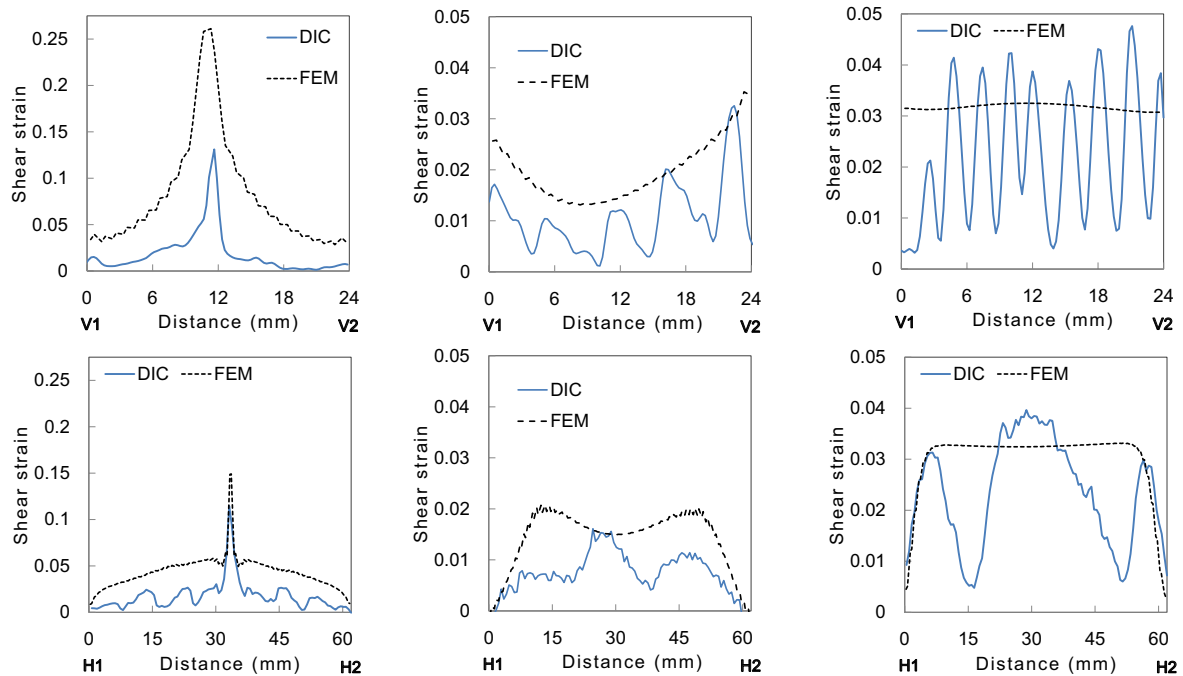 0.25
0.2
0.15
0.1
0.05
0
Shear strain
DIC
FEM
0 6 12 18 24
V1 Distance (mm) V2
0.05
0.04
0.03
0.02
0.01
0.00
Shear strain
DIC
FEM
0 6 12 18 24
V1 Distance (mm) V2
0.05
0.04
0.03
0.02
0.01
0
Shear strain
DIC FEM
0 6 12 18 24
V1 Distance (mm) V2
0.25
0.2
0.15
0.1
0.05
0
Shear strain
DIC FEM
0 15 30 45 60
H1 Distance (mm) H2
0.05
0.04
0.03
0.02
0.01
0.00
Shear strain
DIC
FEM
0 15 30 45 60
H1 Distance (mm) H2
0.05
0.04
0.03
0.02
0.01
0
Shear strain
DIC FEM
0 15 30 45 60
H1 Distance (mm) H2